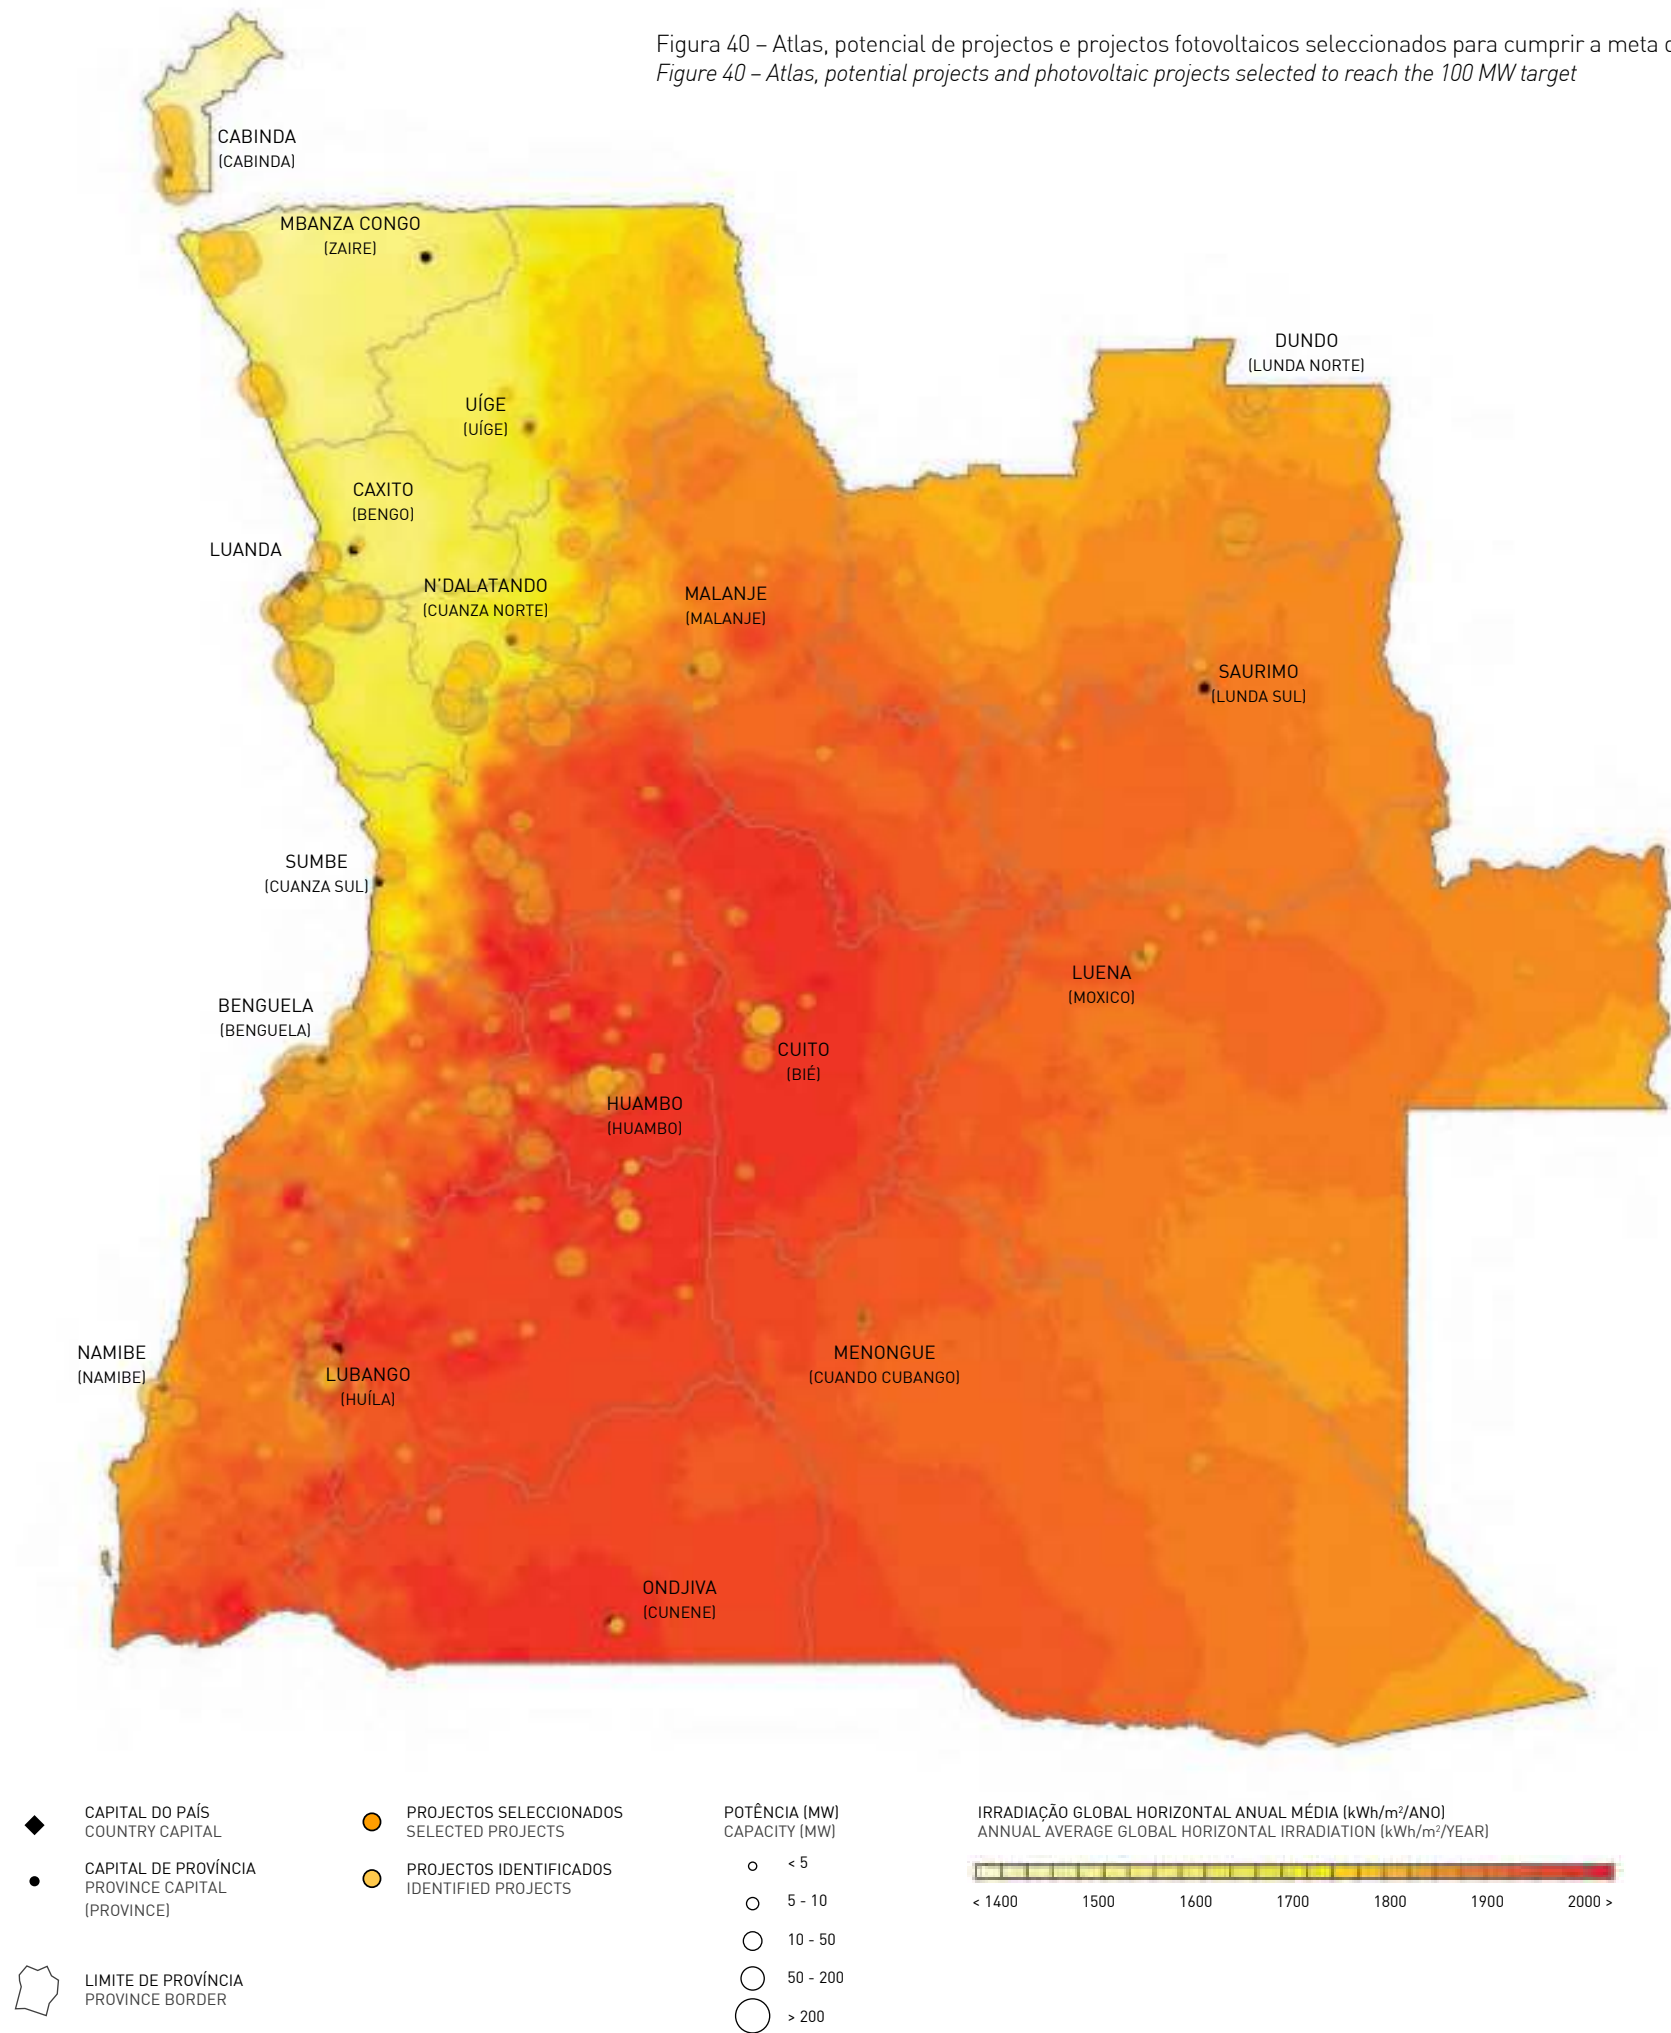 Figura 40 – Atlas, potencial de projectos e projectos fotovoltaicos seleccionados para cumprir a meta
Figure 40 – Atlas, potential projects and photovoltaic projects selected to reach the 100 MW target
CABINDA
(CABINDA)
MBANZA CONGO
(ZAIRE)
DUNDO
(LUNDA NORTE)
UÍGE
(UÍGE)
CAXITO
(BENGO)
LUANDA
N'DALATANDO
(CUANZA NORTE)
MALANJE
(MALANJE)
SAURIMO
(LUNDA SUL)
SUMBE
(CUANZA SUL)
LUENA
(MOXICO)
BENGUELA
(BENGUELA)
CUITO
(BIÉ)
HUAMBO
(HUAMBO)
NAMIBE
(NAMIBE)
MENONGUE
(CUANDO CUBANGO)
LUBANGO
(HUÍLA)
ONDJIVA
(CUNENE)
CAPITAL DO PAÍS
COUNTRY CAPITAL
CAPITAL DE PROVÍNCIA
PROVINCE CAPITAL
(PROVINCE)
LIMITE DE PROVÍNCIA
PROVINCE BORDER
PROJECTOS SELECCIONADOS
SELECTED PROJECTS
PROJECTOS IDENTIFICADOS
IDENTIFIED PROJECTS
POTÊNCIA (MW)
CAPACITY (MW)
< 5
5 - 10
10 - 50
50 - 200
> 200
IRRADIAÇÃO GLOBAL HORIZONTAL ANUAL MÉDIA (kWh/m²/ANO)
ANNUAL AVERAGE GLOBAL HORIZONTAL IRRADIATION (kWh/m²/YEAR)
< 1400 1500 1600 1700 1800 1900 2000 >